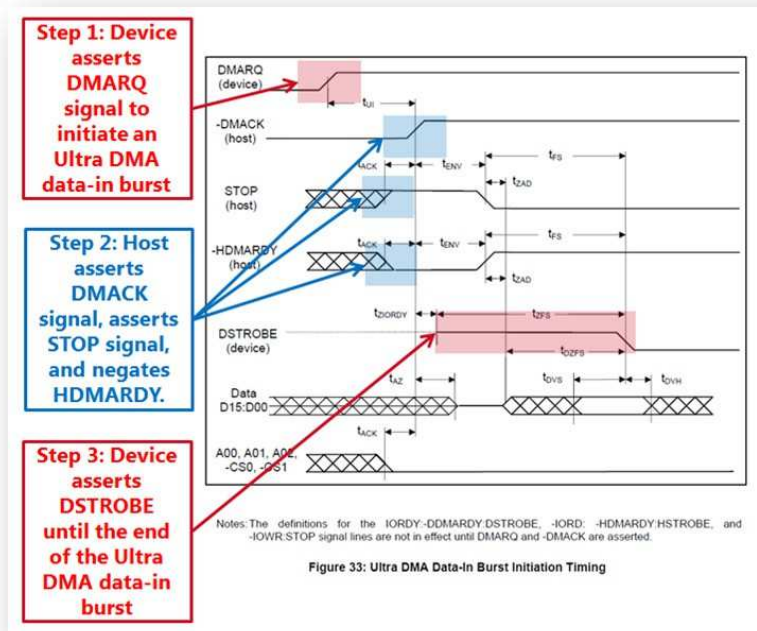 Step 1: Device
asserts
DMARQ
signal to
initiate an
Ultra DMA
data-in burst
Step 2: Host
asserts
DMACK
signal, asserts
STOP signal,
and negates
HDMARDY.
Step 3: Device
asserts
DSTROBE
until the end
of the Ultra
DMA data-in
burst
DMARQ
(device)
tUI
-DMACK
(host)
tACK tENV tFS
tZAD
STOP
(host)
tACK tENV tFS
-HDMARDY
(host)
tZAD
tZIORDY tZFS
DSTROBE
(device)
tDZFS
tAZ tDVS tDVH
Data
D15:D00
tACK
A00, A01, A02,
-CS0, -CS1
Notes:The definitions for the IORDY:-DDMARDY:DSTROBE, -IORD: -HDMARDY:HSTROBE, and
-IOWR:STOP signal lines are not in effect until DMARQ and -DMACK are asserted.
Figure 33: Ultra DMA Data-In Burst Initiation Timing